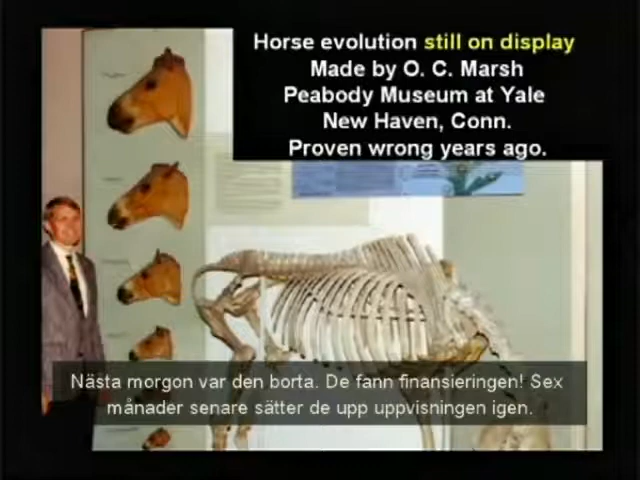 Horse evolution still on display
Made by O. C. Marsh
Peabody Museum at Yale
New Haven, Conn.
Proven wrong years ago.
Nästa morgon var den borta. De fann finansieringen! Sex
månader senare sätter de upp uppvisningen igen.